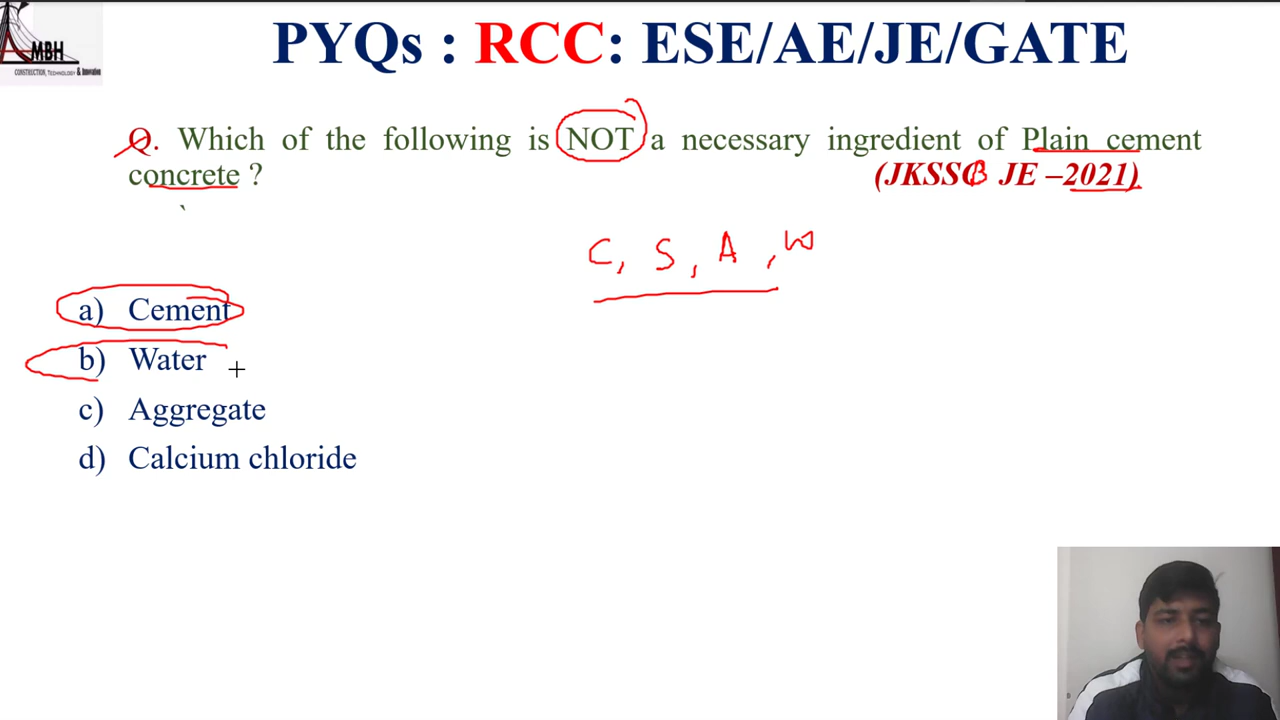 PYQs : RCC: ESE/AE/JE/GATE
AMBH
CONSTRUCTION, TECHNOLOGY & Innovation
Q. Which of the following is NOT a necessary ingredient of Plain cement
concrete ? (JKSSB JE –2021)
C, S, A, W
a) Cement
b) Water
c) Aggregate
d) Calcium chloride